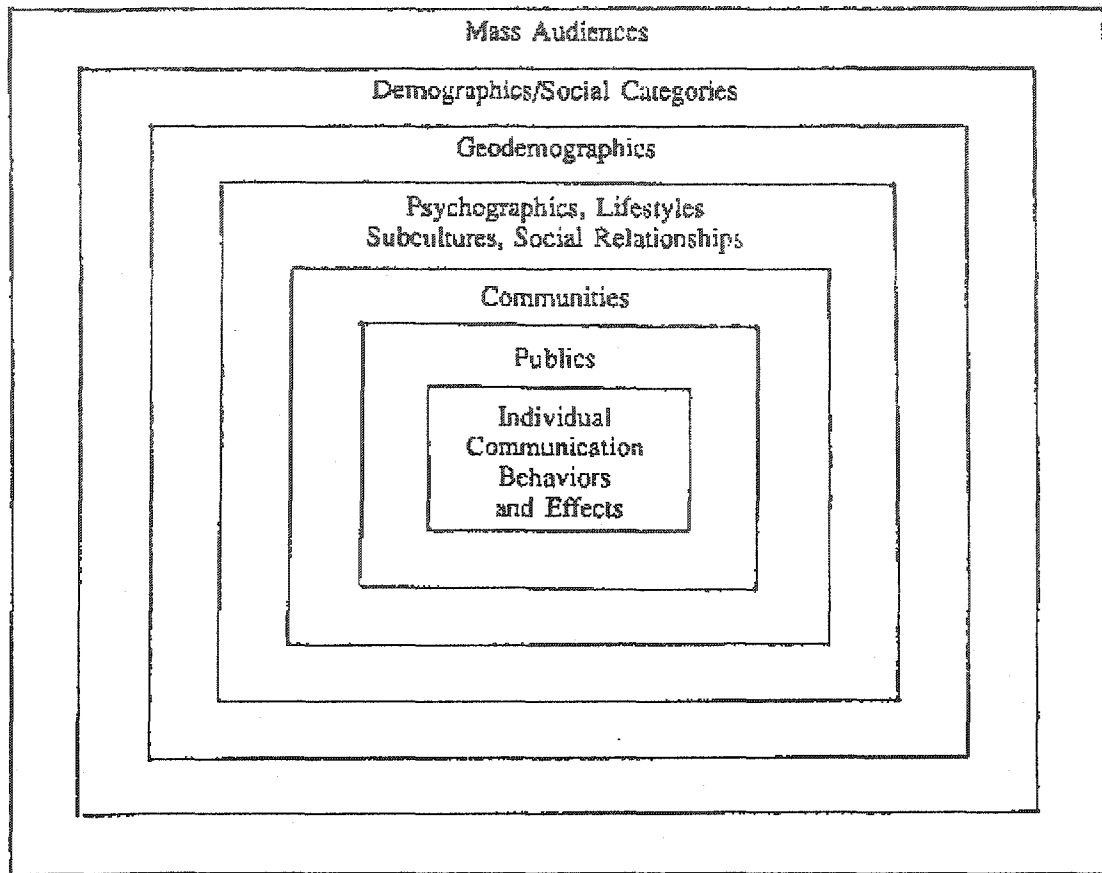 Mass Audiences
Demographics/Social Categories
Geodemographics
Psychographics, Lifestyles
Subcultures, Social Relationships
Communities
Publics
Individual
Communication
Behaviors
and Effects